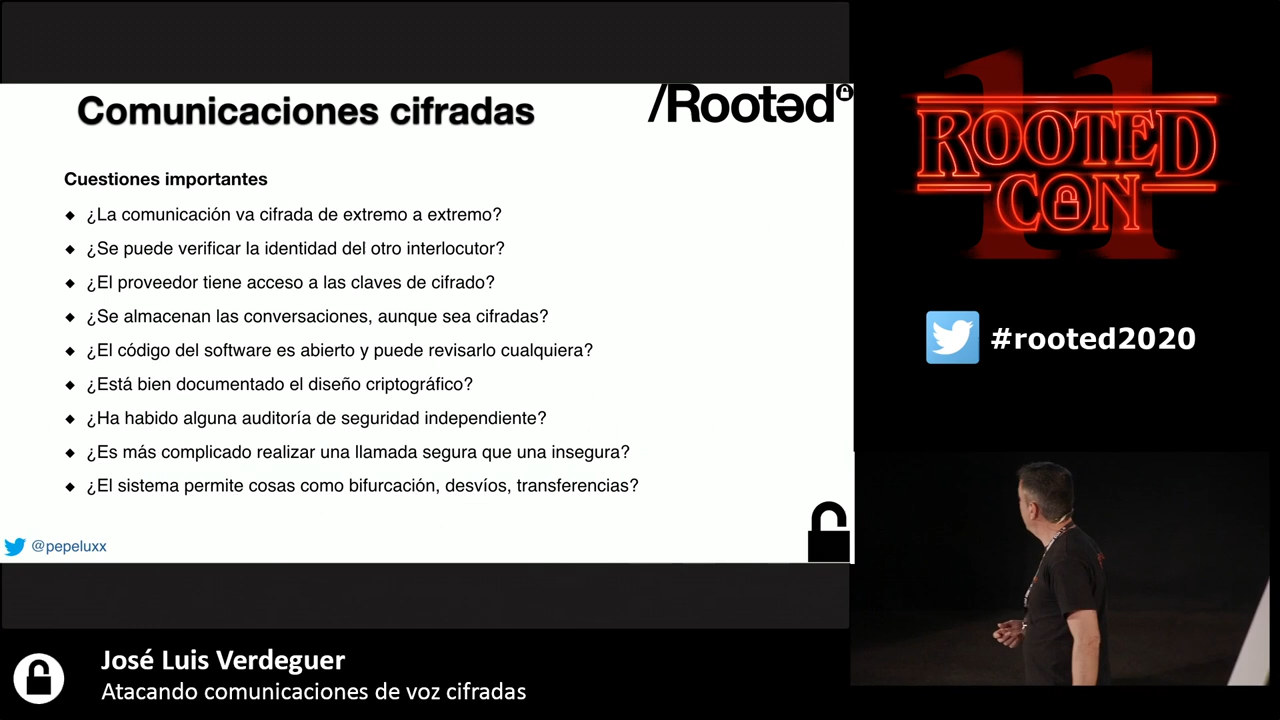 Comunicaciones cifradas
/Rootəd
Cuestiones importantes
¿La comunicación va cifrada de extremo a extremo?
¿Se puede verificar la identidad del otro interlocutor?
¿El proveedor tiene acceso a las claves de cifrado?
¿Se almacenan las conversaciones, aunque sea cifradas?
¿El código del software es abierto y puede revisarlo cualquiera?
¿Está bien documentado el diseño criptográfico?
¿Ha habido alguna auditoría de seguridad independiente?
¿Es más complicado realizar una llamada segura que una insegura?
¿El sistema permite cosas como bifurcación, desvíos, transferencias?
@pepeluxx
11
ROOTED
CON
#rooted2020
José Luis Verdeguer
Atacando comunicaciones de voz cifradas